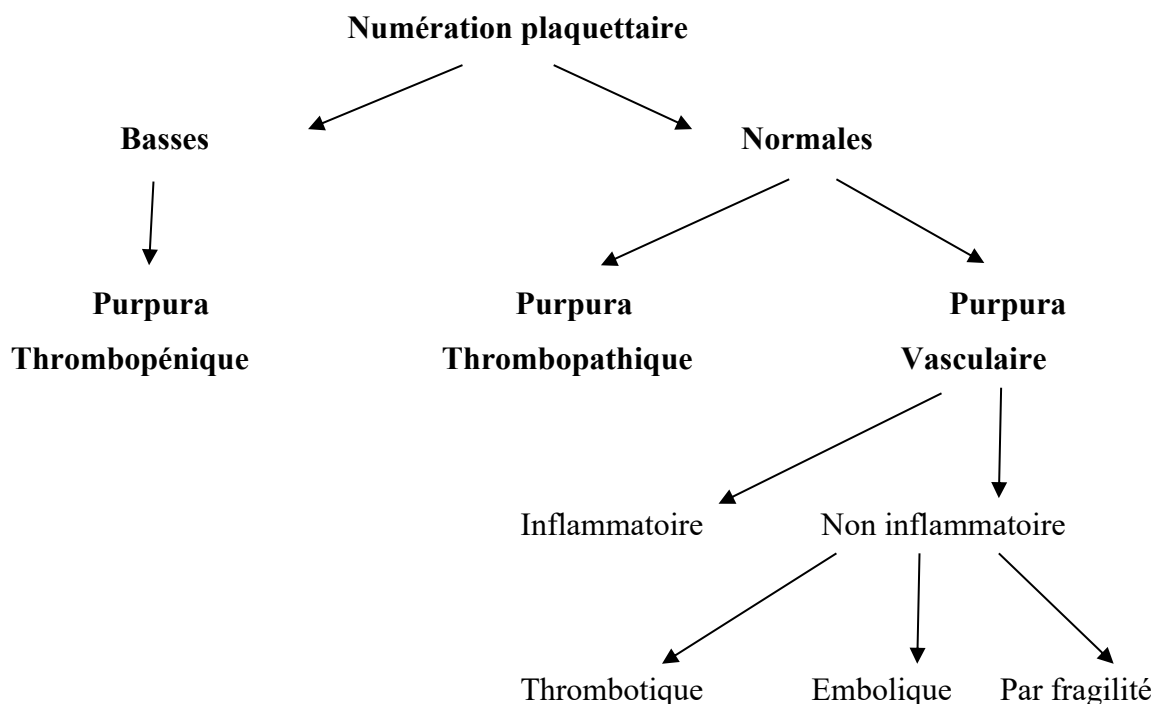 Numération plaquettaire
Basses
Normales
Purpura
Thrombopénique
Purpura
Thrombopathique
Purpura
Vasculaire
Inflammatoire
Non inflammatoire
Thrombotique
Embolique
Par fragilité